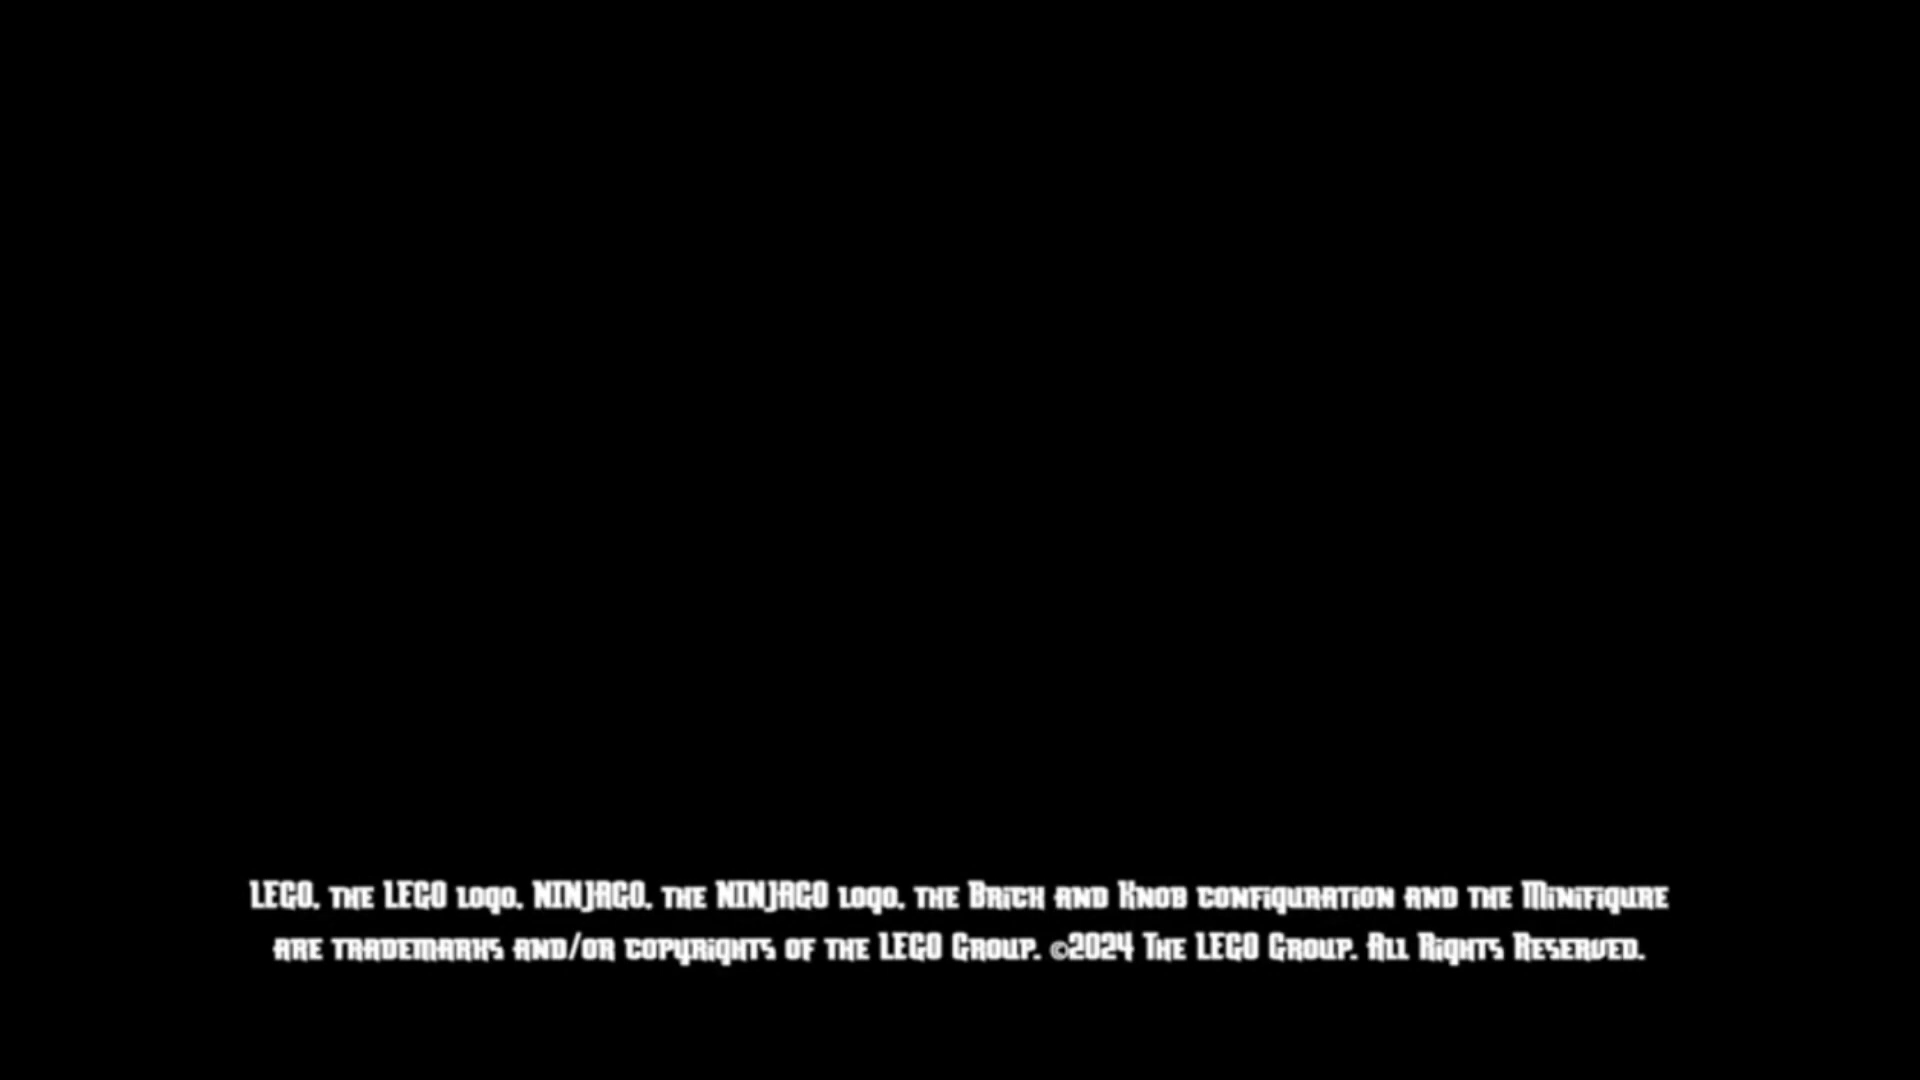 LEGO, the LEGO logo, NINJAGO, the NINJAGO logo, the Brick and Knob configuration and the Minifigure
are trademarks and/or copyrights of the LEGO Group. ©2024 The LEGO Group. All Rights Reserved.